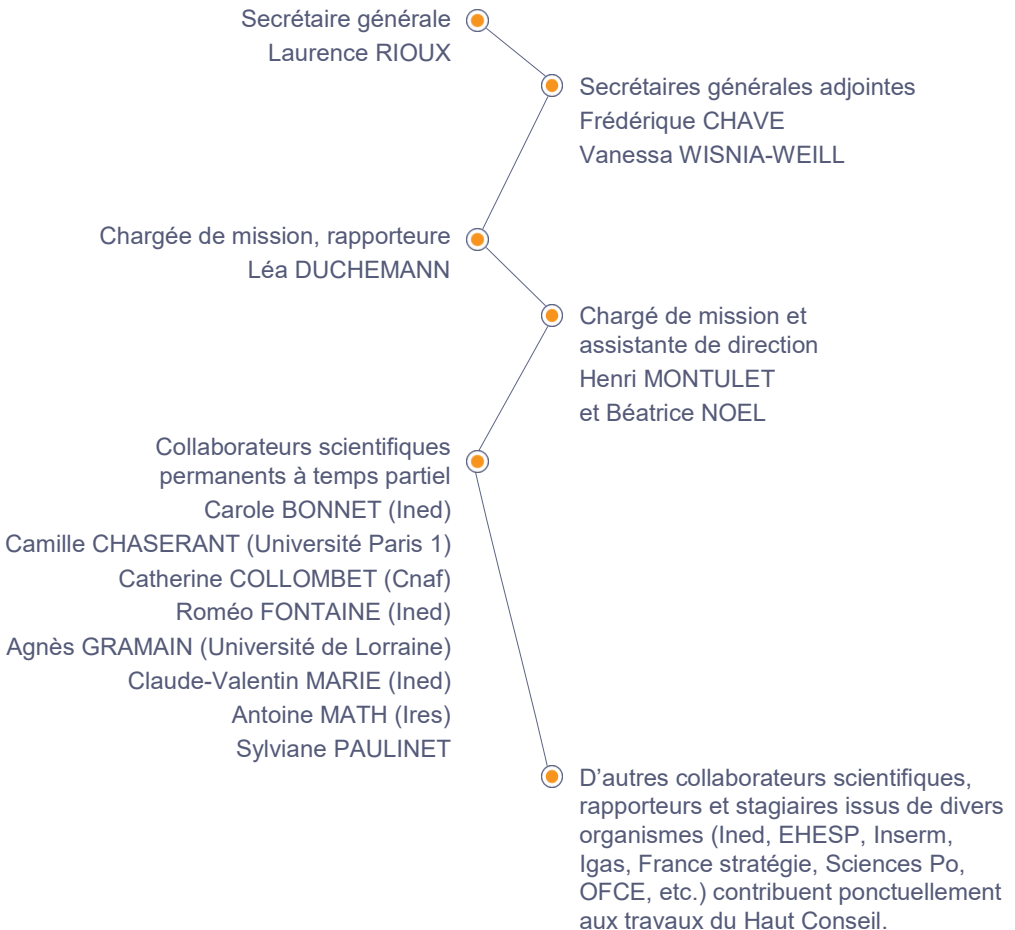 Secrétaire générale
Laurence RIOUX
Secrétaires générales adjointes
Frédérique CHAVE
Vanessa WISNIA-WEILL
Chargée de mission, rapporteure
Léa DUCHEMANN
Chargé de mission et
assistante de direction
Henri MONTULET
et Béatrice NOEL
Collaborateurs scientifiques
permanents à temps partiel
Carole BONNET (Ined)
Camille CHASERANT (Université Paris 1)
Catherine COLLOMBET (Cnaf)
Roméo FONTAINE (Ined)
Agnès GRAMAIN (Université de Lorraine)
Claude-Valentin MARIE (Ined)
Antoine MATH (Ires)
Sylviane PAULINET
D’autres collaborateurs scientifiques,
rapporteurs et stagiaires issus de divers
organismes (Ined, EHESP, Inserm,
Igas, France stratégie, Sciences Po,
OFCE, etc.) contribuent ponctuellement
aux travaux du Haut Conseil.